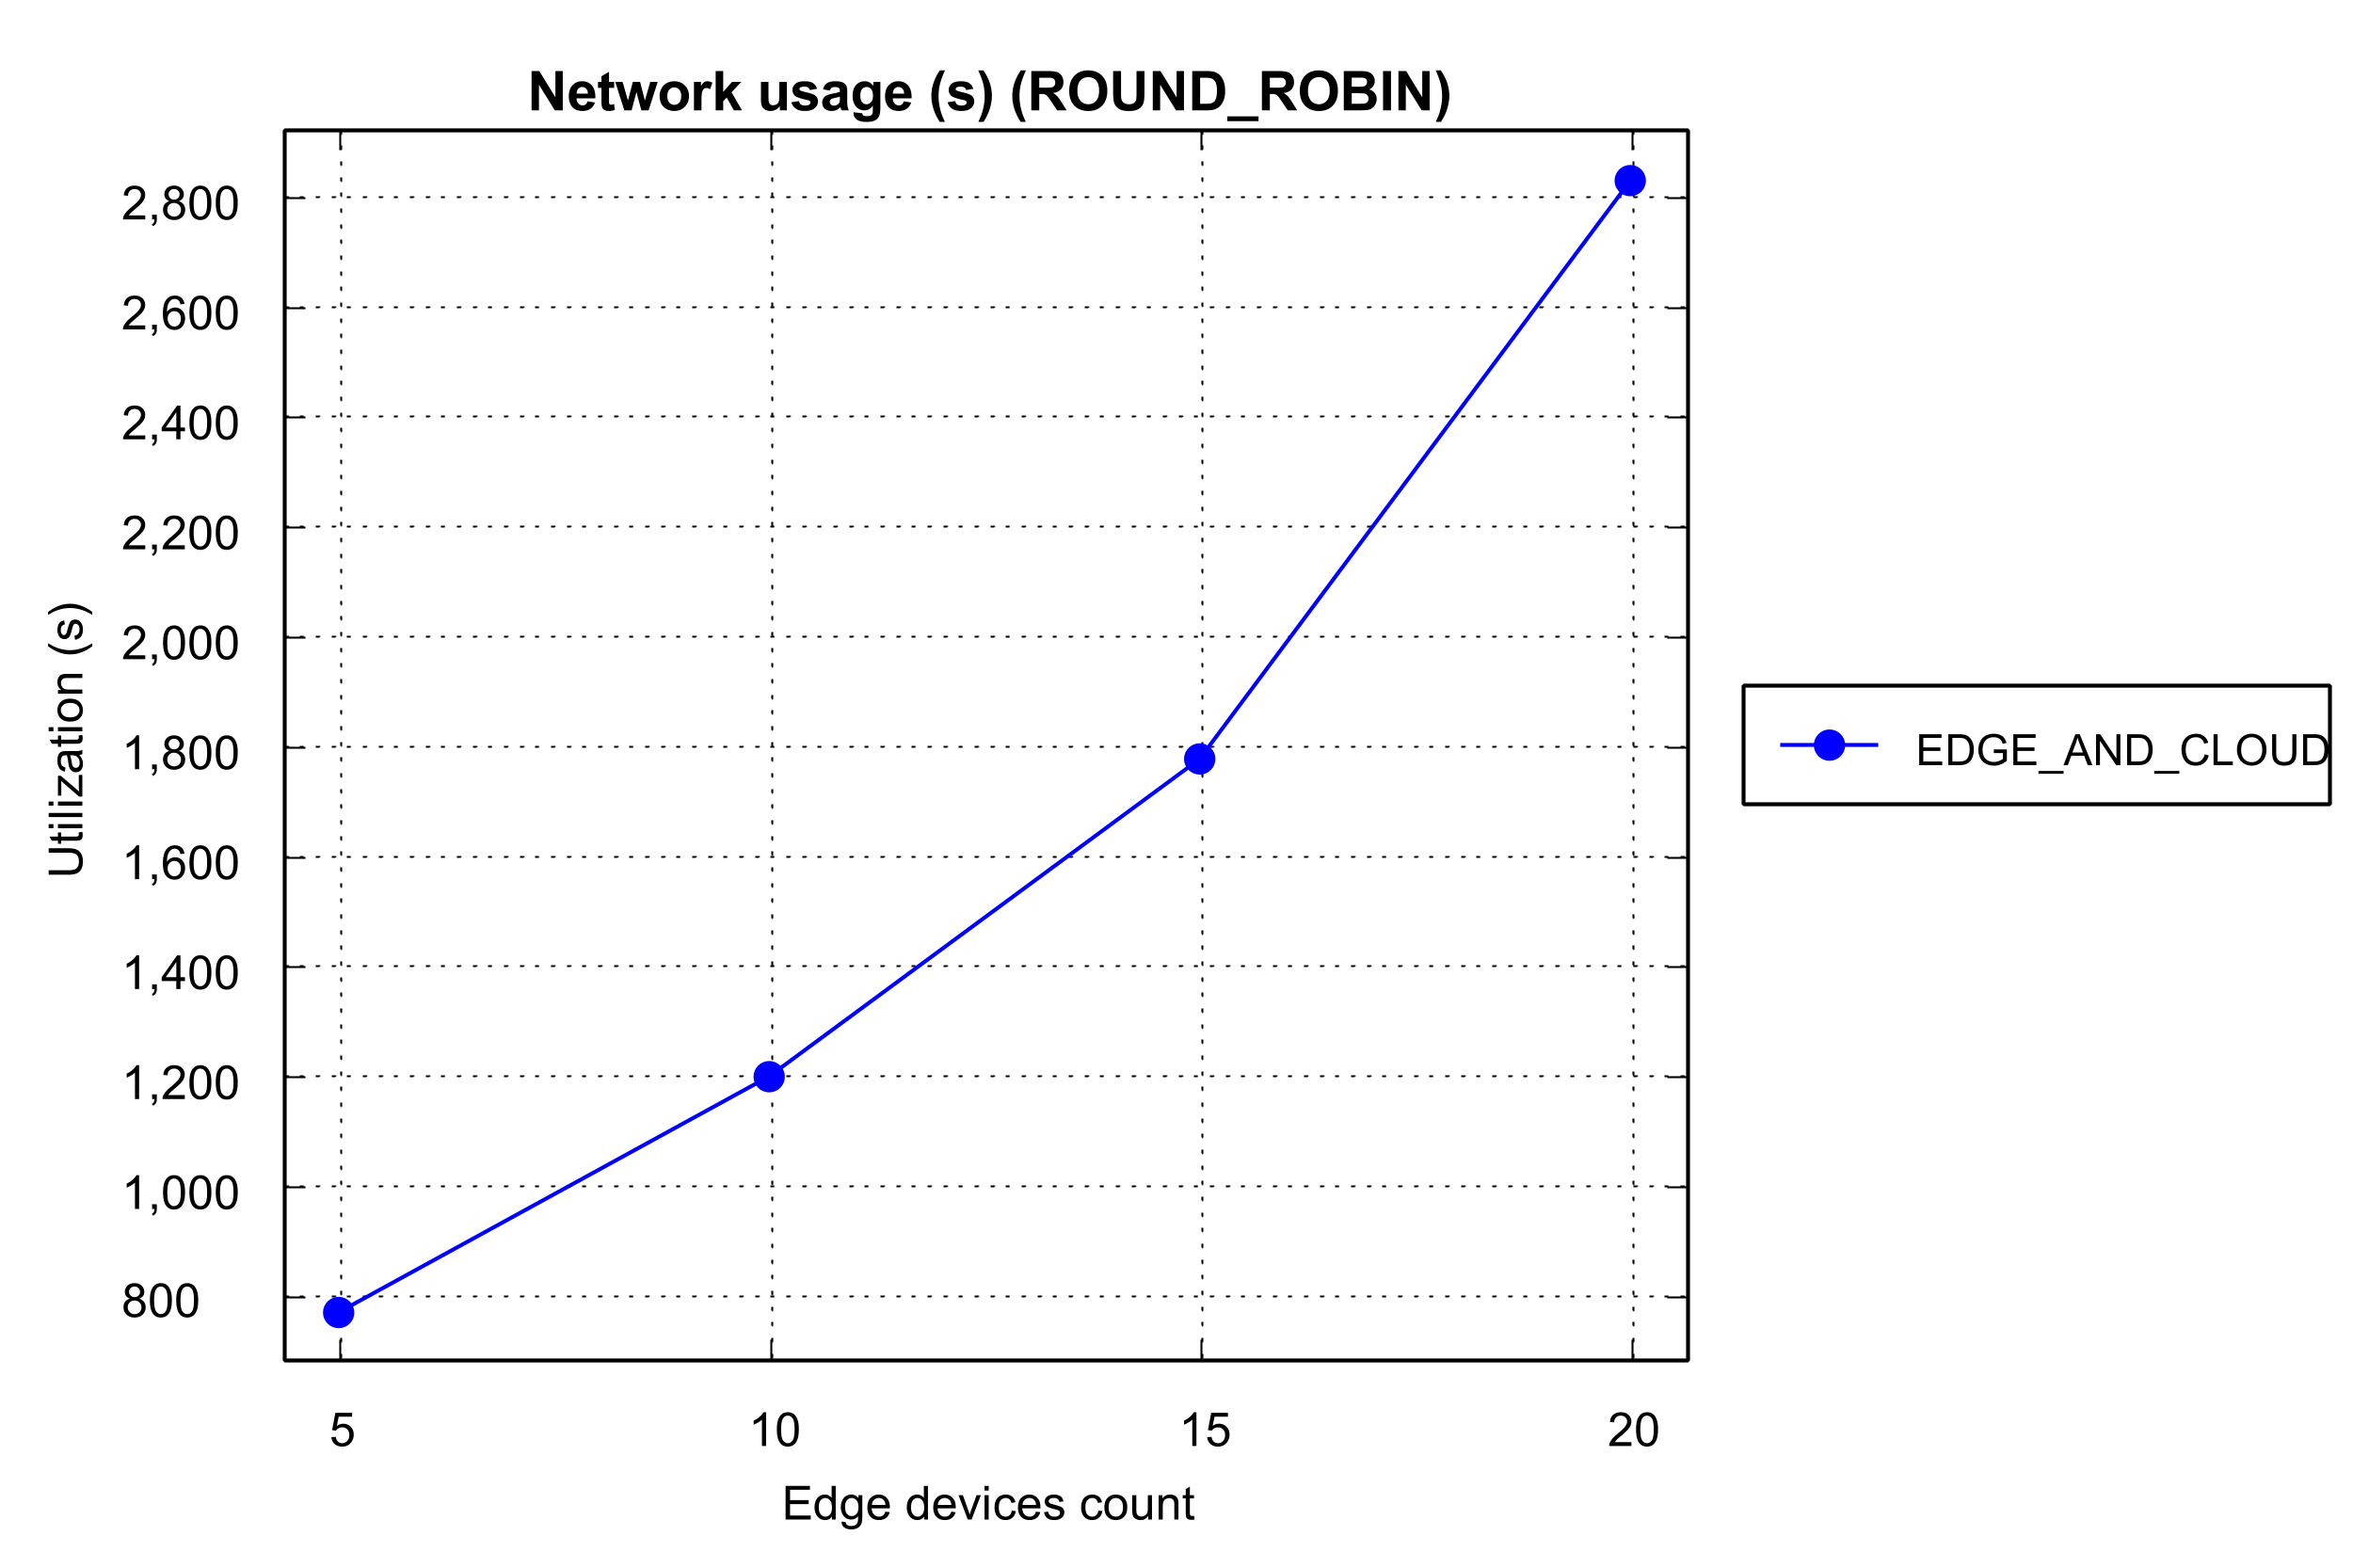 Network usage (s) (ROUND_ROBIN)
2,800
2,600
2,400
2,200
2,000
1,800
1,600
1,400
1,200
1,000
800
Utilization (s)
5 10 15 20
Edge devices count
EDGE_AND_CLOUD